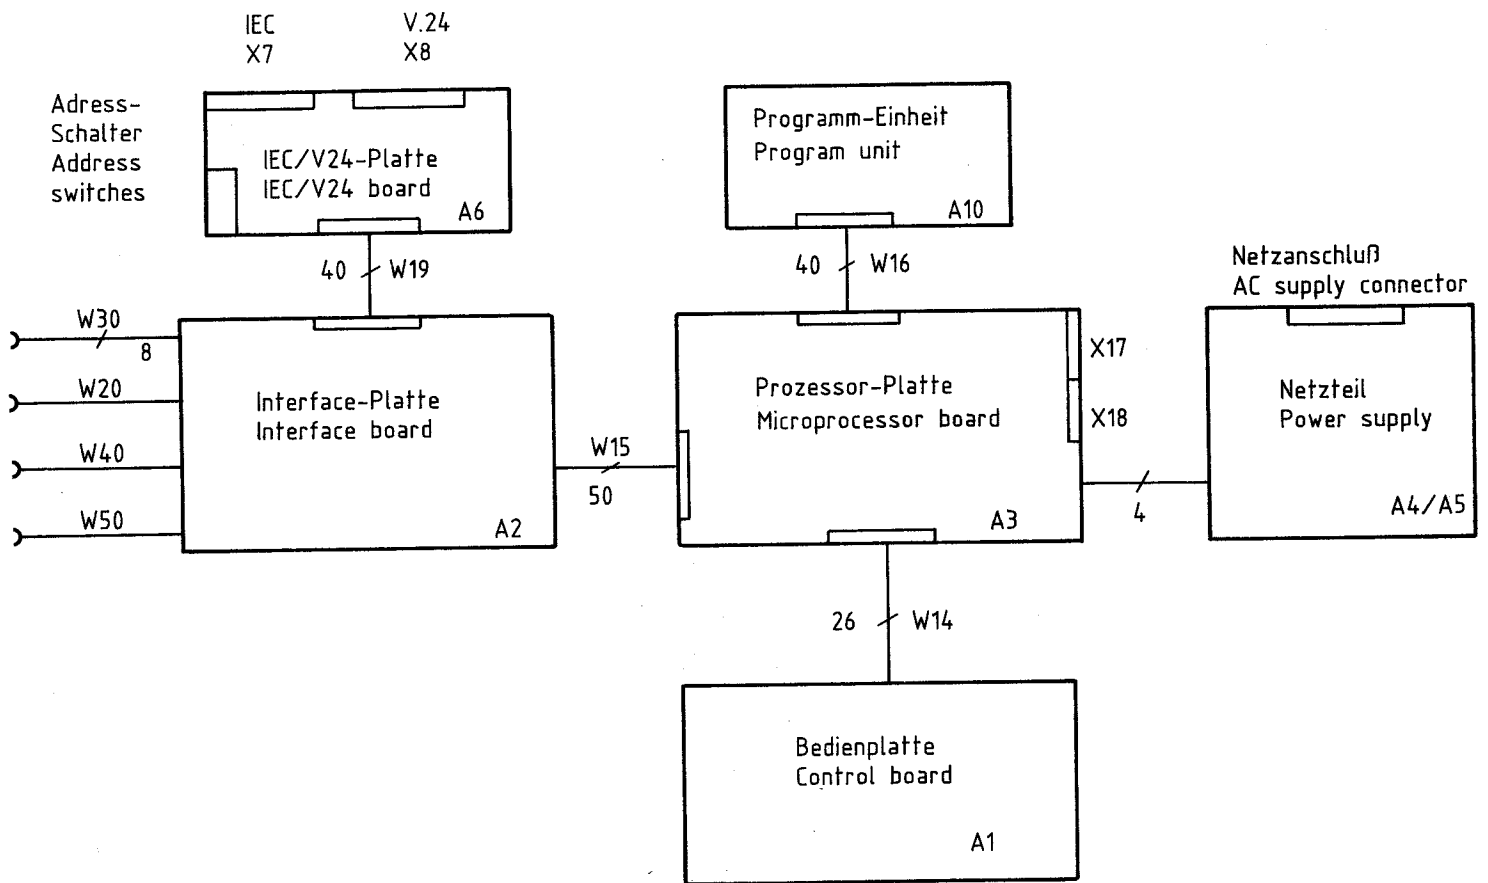 IEC
X7
V.24
X8
Adress-
Schalter
Address
switches
IEC/V24-Platte
IEC/V24 board
A6
Programm-Einheit
Program unit
A10
40
W19
40
W16
Netzanschluß
AC supply connector
W30
8
W20
W40
W50
Interface-Platte
Interface board
A2
W15
50
Prozessor-Platte
Microprocessor board
A3
X17
X18
4
Netzteil
Power supply
A4/A5
26
W14
Bedienplatte
Control board
A1